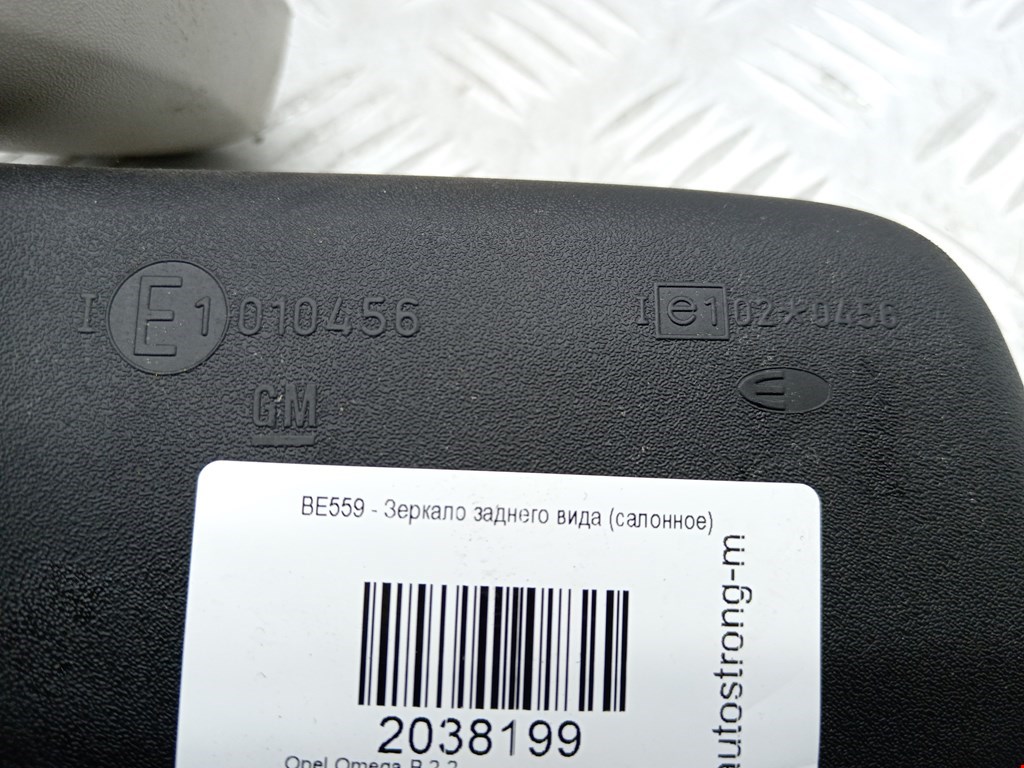 I E1 010456
I e1 02*0456
GM
BE559 - Зеркало заднего вида (салонное)
autostrong-m
2038199
Opel Omega B 2.2